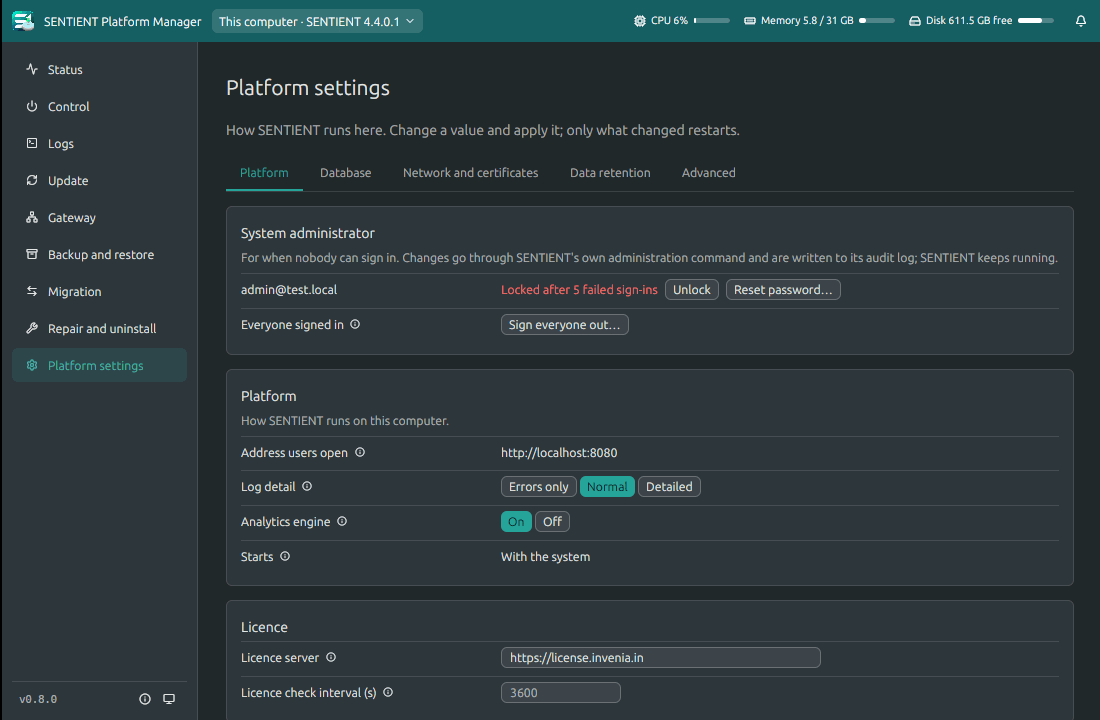 SENTIENT Platform Manager
This computer · SENTIENT 4.4.0.1
CPU 6%
Memory 5.8 / 31 GB
Disk 611.5 GB free
Status
Control
Logs
Update
Gateway
Backup and restore
Migration
Repair and uninstall
Platform settings
v0.8.0
Platform settings
How SENTIENT runs here. Change a value and apply it; only what changed restarts.
Platform Database Network and certificates Data retention Advanced
System administrator
For when nobody can sign in. Changes go through SENTIENT's own administration command and are written to its audit log; SENTIENT keeps running.
admin@test.local Locked after 5 failed sign-ins Unlock Reset password…
Everyone signed in Sign everyone out…
Platform
How SENTIENT runs on this computer.
Address users open http://localhost:8080
Log detail Errors only Normal Detailed
Analytics engine On Off
Starts With the system
Licence
Licence server https://license.invenia.in
Licence check interval (s) 3600